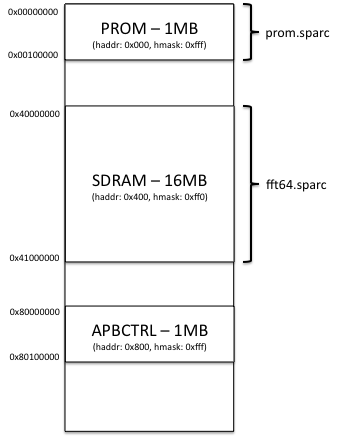 0x00000000
PROM – 1MB
(haddr: 0x000, hmask: 0xfff)
prom.sparc
0x00100000
0x40000000
SDRAM – 16MB
(haddr: 0x400, hmask: 0xff0)
fft64.sparc
0x41000000
0x80000000
APBCTRL – 1MB
(haddr: 0x800, hmask: 0xfff)
0x80100000